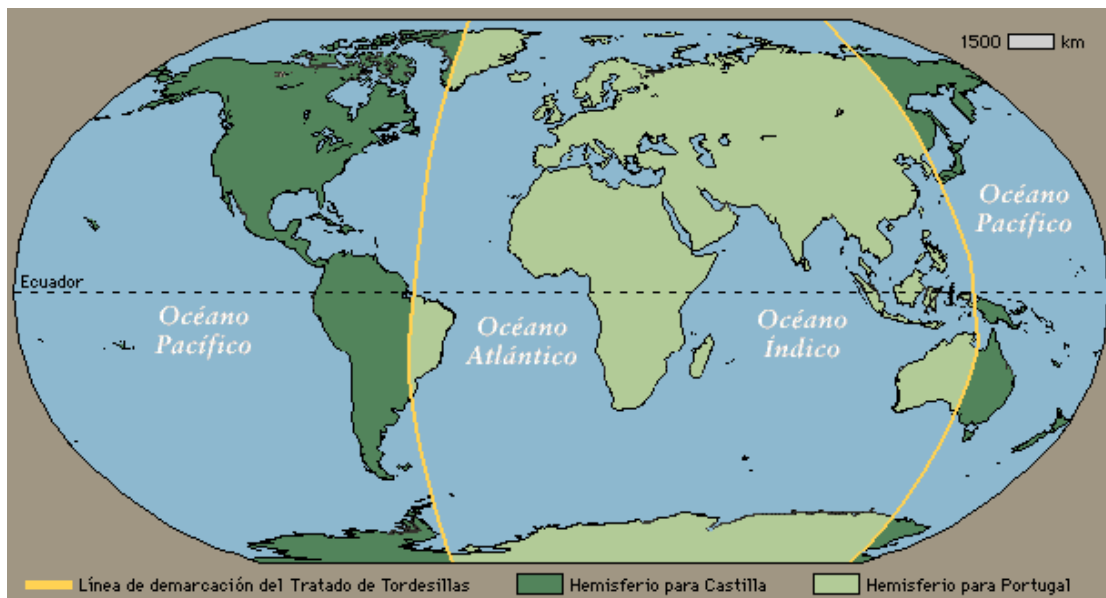 1500 km
Océano
Pacífico
Ecuador
Océano
Pacífico
Océano
Atlántico
Océano
Índico
Línea de demarcación del Tratado de Tordesillas
Hemisferio para Castilla
Hemisferio para Portugal